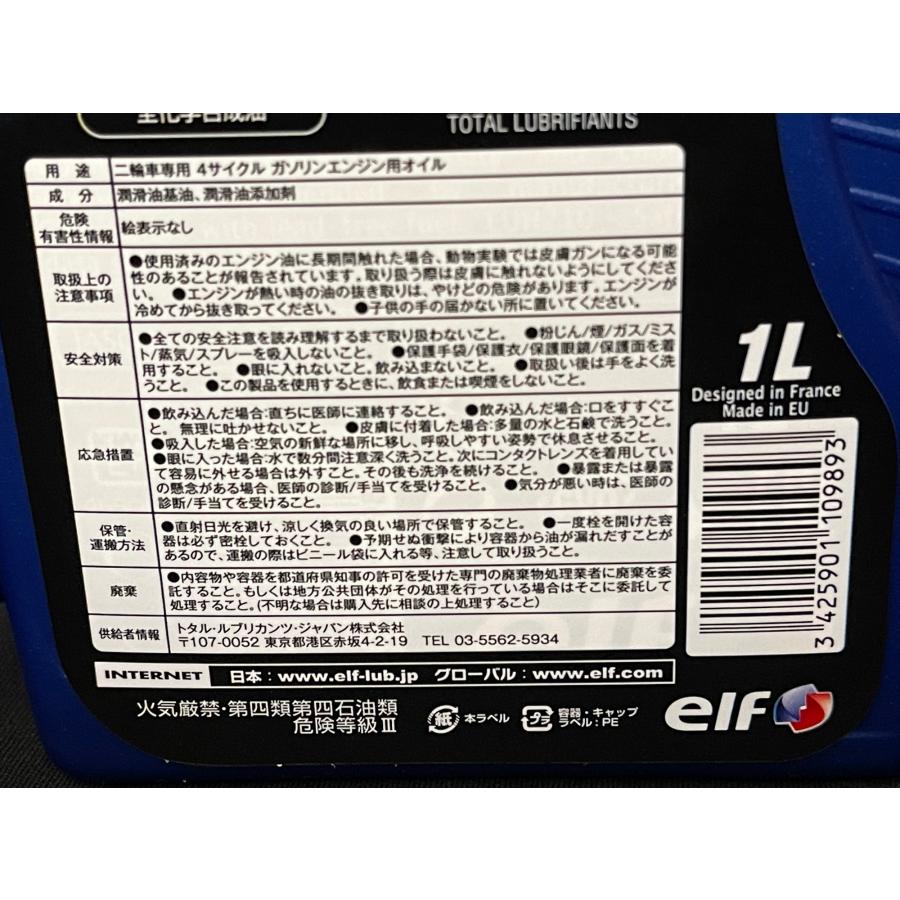 全化学合成油
TOTAL LUBRIFIANTS
用途 二輪車専用 4サイクル ガソリンエンジン用オイル
成分 潤滑油基油、潤滑油添加剤
危険
有害性情報 絵表示なし
取扱上の
注意事項
●使用済みのエンジン油に長期間触れた場合、動物実験では皮膚ガンになる可能
性のあることが報告されています。取り扱う際は皮膚に触れないようにしてくださ
い。 ●エンジンが熱い時の油の抜き取りは、やけどの危険があります。エンジンが
冷めてから抜き取ってください。 ●子供の手の届かない所に置いてください。
安全対策
●全ての安全注意を読み理解するまで取り扱わないこと。 ●粉じん/煙/ガス/ミス
ト/蒸気/スプレーを吸入しないこと。 ●保護手袋/保護衣/保護眼鏡/保護面を着
用すること。 ●眼に入れないこと。飲み込まないこと。 ●取扱い後は手をよく洗
うこと。 ●この製品を使用するときに、飲食または喫煙をしないこと。
応急措置
●飲み込んだ場合:直ちに医師に連絡すること。 ●飲み込んだ場合:口をすすぐこ
と。無理に吐かせないこと。 ●皮膚に付着した場合:多量の水と石鹸で洗うこと。
●吸入した場合:空気の新鮮な場所に移し、呼吸しやすい姿勢で休息させること。
●眼に入った場合:水で数分間注意深く洗うこと。次にコンタクトレンズを着用してい
て容易に外せる場合は外すこと。その後も洗浄を続けること。 ●暴露または暴露
の懸念がある場合、医師の診断/手当てを受けること。 ●気分が悪い時は、医師の
診断/手当てを受けること。
保管・
運搬方法
●直射日光を避け、涼しく換気の良い場所で保管すること。 ●一度栓を開けた容
器は必ず密栓しておくこと。 ●予期せぬ衝撃により容器から油が漏れだすことが
あるので、運搬の際はビニール袋に入れる等、注意して取り扱うこと。
廃棄
●内容物や容器を都道府県知事の許可を受けた専門の廃棄物処理業者に廃棄を委
託すること。もしくは地方公共団体がその処理を行っている場合はそこに委託して
処理すること。(不明な場合は購入先に相談の上処理すること)
供給者情報
トタル・ルブリカンツ・ジャパン株式会社
〒107-0052 東京都港区赤坂4-2-19 TEL 03-5562-5934
INTERNET 日本:www.elf-lub.jp グローバル:www.elf.com
火気厳禁・第四類第四石油類
危険等級Ⅲ
紙 本ラベル
プラ 容器・キャップ
ラベル:PE
1L
Designed in France
Made in EU
3 425901 109893
elf